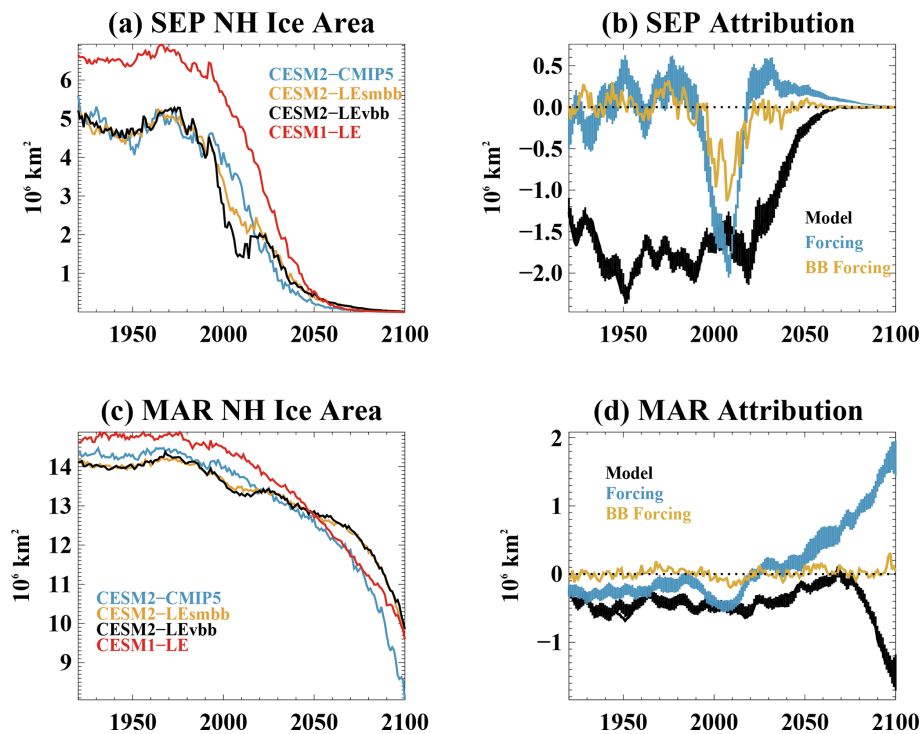 (a) SEP NH Ice Area
10⁶ km²
6
5
4
3
2
1
CESM2−CMIP5
CESM2−LEsmbb
CESM2−LEvbb
CESM1−LE
1950 2000 2050 2100
(b) SEP Attribution
10⁶ km²
0.5
0.0
−0.5
−1.0
−1.5
−2.0
Model
Forcing
BB Forcing
1950 2000 2050 2100
(c) MAR NH Ice Area
10⁶ km²
14
13
12
11
10
9
CESM2−CMIP5
CESM2−LEsmbb
CESM2−LEvbb
CESM1−LE
1950 2000 2050 2100
(d) MAR Attribution
10⁶ km²
2
1
0
−1
Model
Forcing
BB Forcing
1950 2000 2050 2100